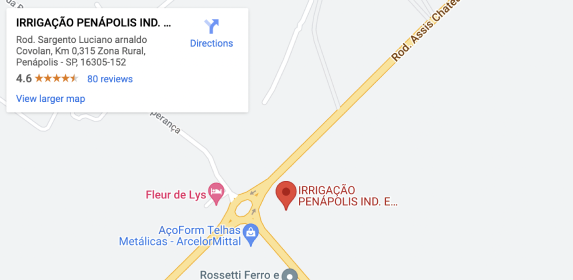 IRRIGAÇÃO PENÁPOLIS IND. ...
Rod. Sargento Luciano arnaldo
Covolan, Km 0,315 Zona Rural,
Penápolis - SP, 16305-152
4.6 80 reviews
View larger map
Directions
Rod. Assis Chatea
perança
Fleur de Lys
IRRIGAÇÃO
PENÁPOLIS IND. E...
AçoForm Telhas
Metálicas - ArcelorMittal
Rossetti Ferro e